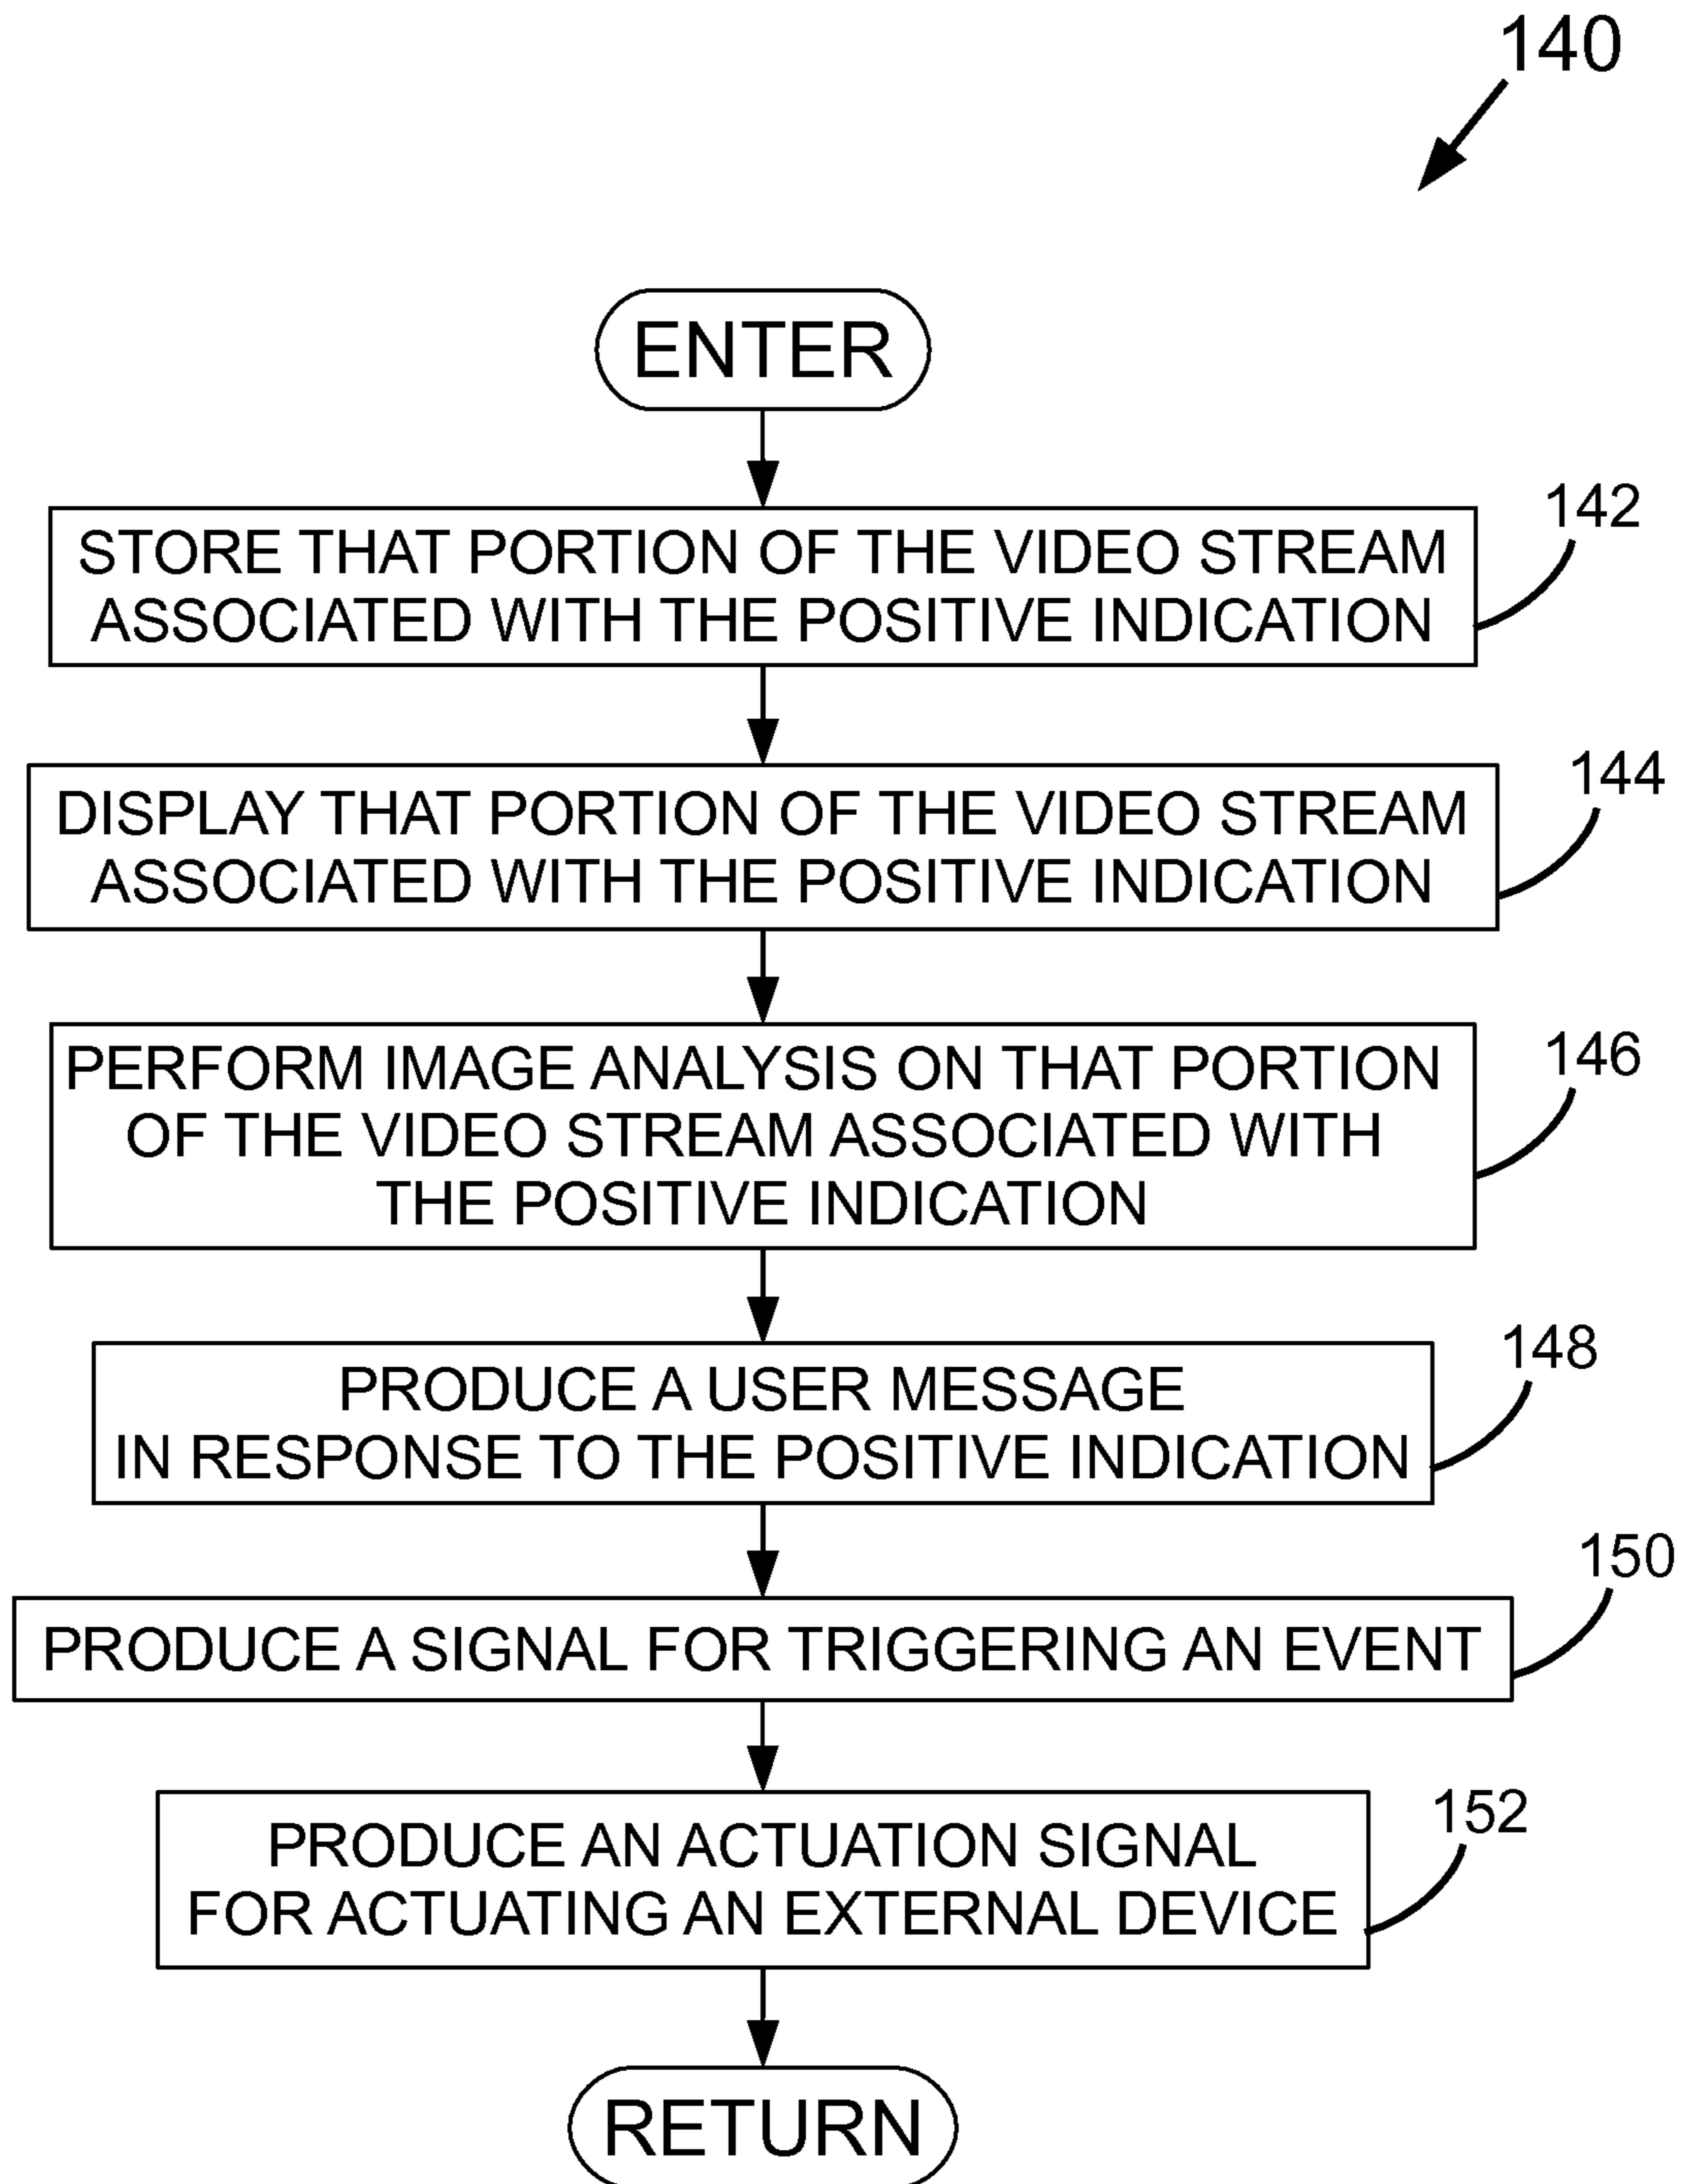 140
ENTER
142
STORE THAT PORTION OF THE VIDEO STREAM
ASSOCIATED WITH THE POSITIVE INDICATION
144
DISPLAY THAT PORTION OF THE VIDEO STREAM
ASSOCIATED WITH THE POSITIVE INDICATION
146
PERFORM IMAGE ANALYSIS ON THAT PORTION
OF THE VIDEO STREAM ASSOCIATED WITH
THE POSITIVE INDICATION
148
PRODUCE A USER MESSAGE
IN RESPONSE TO THE POSITIVE INDICATION
150
PRODUCE A SIGNAL FOR TRIGGERING AN EVENT
152
PRODUCE AN ACTUATION SIGNAL
FOR ACTUATING AN EXTERNAL DEVICE
RETURN